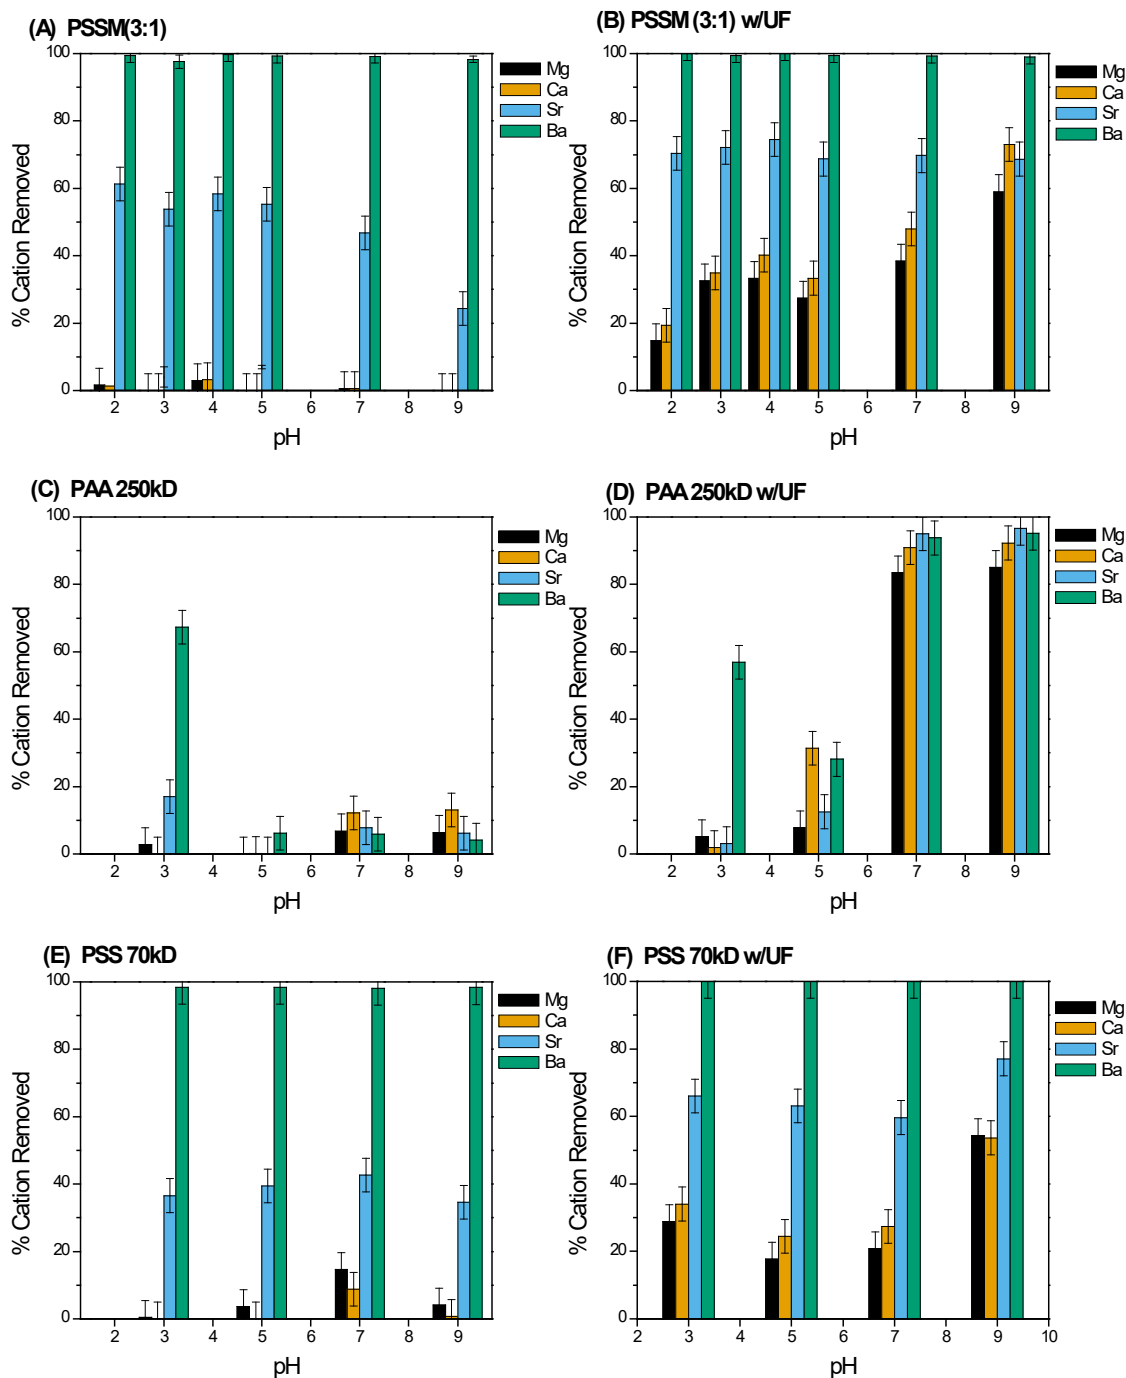 (A) PSSM(3:1)
% Cation Removed
100
80
60
40
20
0
2 3 4 5 6 7 8 9
pH
Mg
Ca
Sr
Ba
(B) PSSM (3:1) w/UF
% Cation Removed
100
80
60
40
20
0
2 3 4 5 6 7 8 9
pH
Mg
Ca
Sr
Ba
(C) PAA 250kD
% Cation Removed
100
80
60
40
20
0
2 3 4 5 6 7 8 9
pH
Mg
Ca
Sr
Ba
(D) PAA 250kD w/UF
% Cation Removed
100
80
60
40
20
0
2 3 4 5 6 7 8 9
pH
Mg
Ca
Sr
Ba
(E) PSS 70kD
% Cation Removed
100
80
60
40
20
0
2 3 4 5 6 7 8 9
pH
Mg
Ca
Sr
Ba
(F) PSS 70kD w/UF
% Cation Removed
100
80
60
40
20
0
2 3 4 5 6 7 8 9 10
pH
Mg
Ca
Sr
Ba